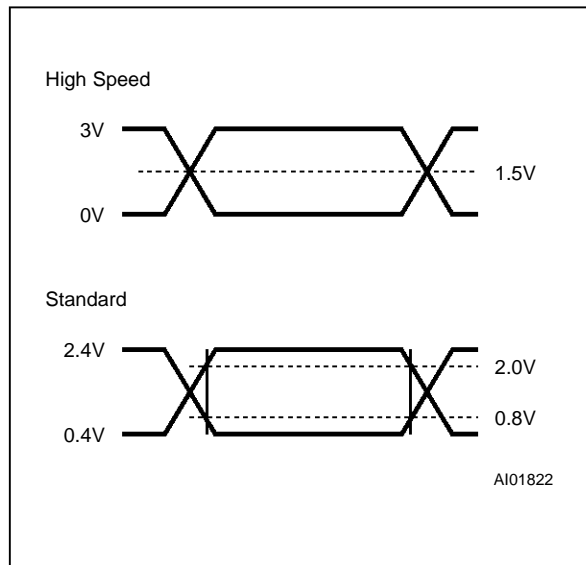 High Speed
3V
1.5V
0V
Standard
2.4V
2.0V
0.8V
0.4V
AI01822